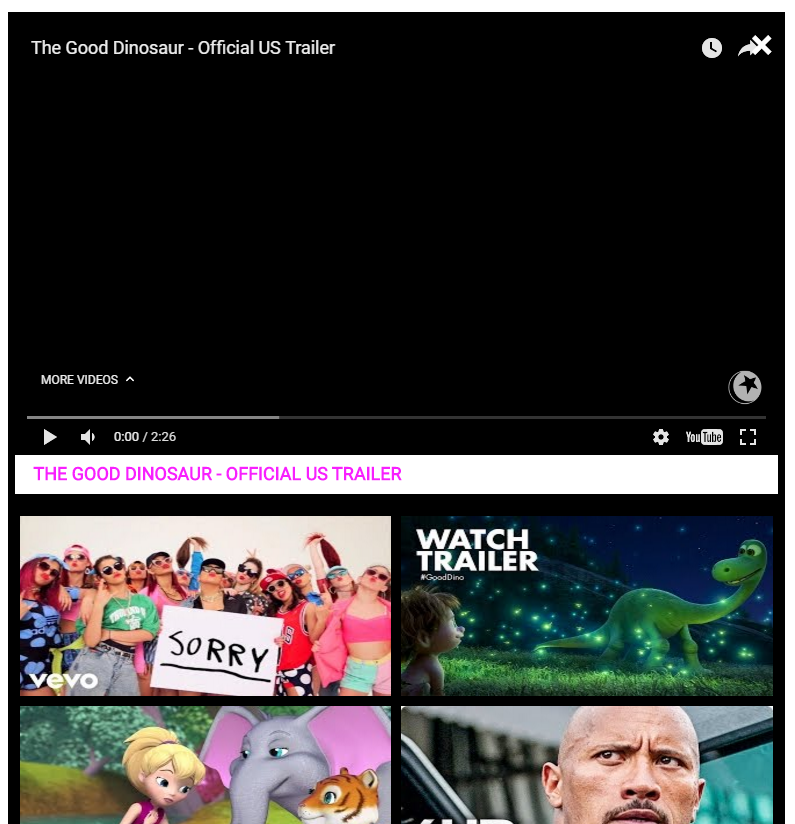 The Good Dinosaur - Official US Trailer
MORE VIDEOS
0:00 / 2:26
YouTube
THE GOOD DINOSAUR - OFFICIAL US TRAILER
SORRY
vevo
WATCH
TRAILER
#GoodDino